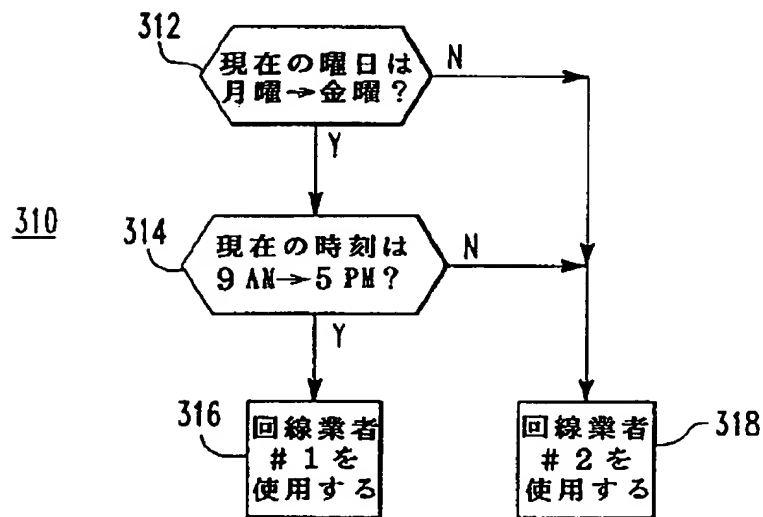 312
現在の曜日は
月曜→金曜？
N
Y
310
314
現在の時刻は
9 AM→5 PM？
N
Y
316
回線業者
＃1を
使用する
回線業者
＃2を
使用する
318